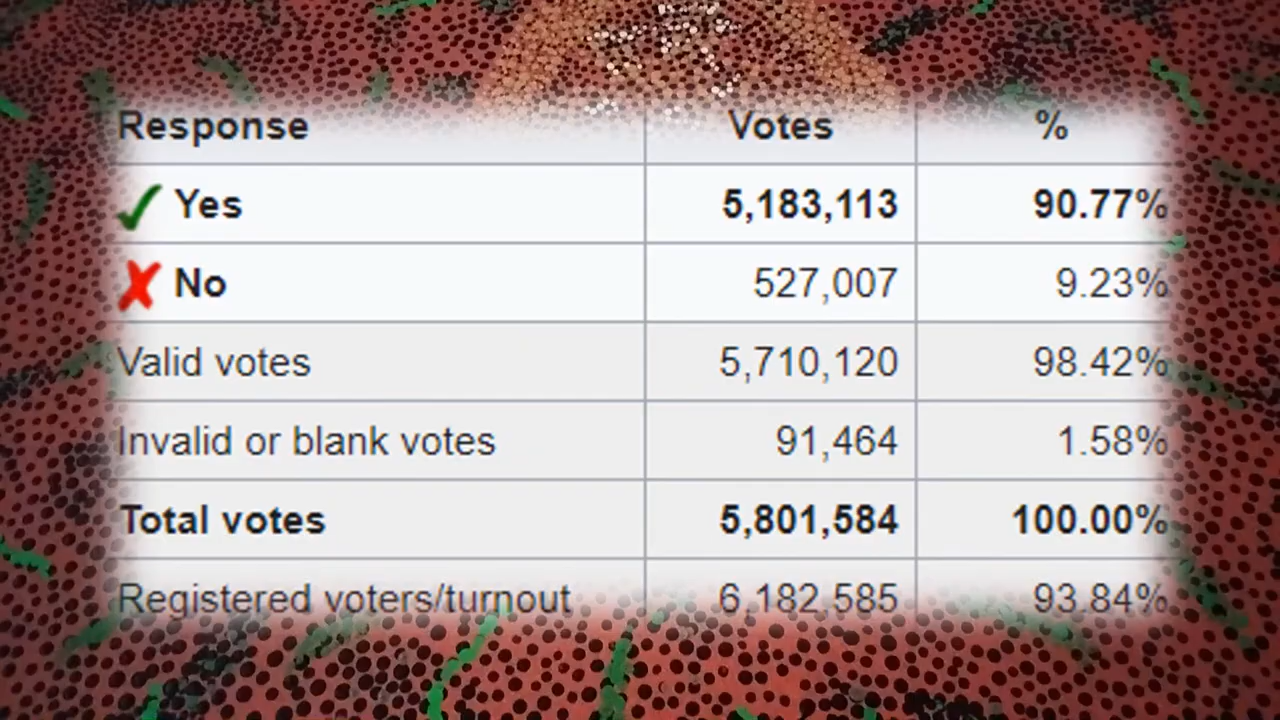 Response Votes %
✓ Yes 5,183,113 90.77%
✗ No 527,007 9.23%
Valid votes 5,710,120 98.42%
Invalid or blank votes 91,464 1.58%
Total votes 5,801,584 100.00%
Registered voters/turnout 6,182,585 93.84%